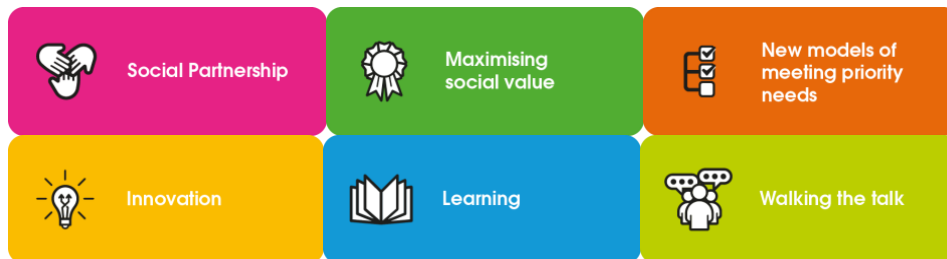 Social Partnership
Maximising
social value
New models of
meeting priority
needs
Innovation
Learning
Walking the talk